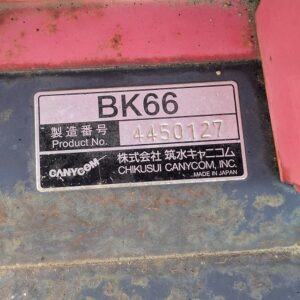 BK66
製造番号
Product No. 4450127
CANYCOM
株式会社 筑水キャニコム
CHIKUSUI CANYCOM, INC.
MADE IN JAPAN